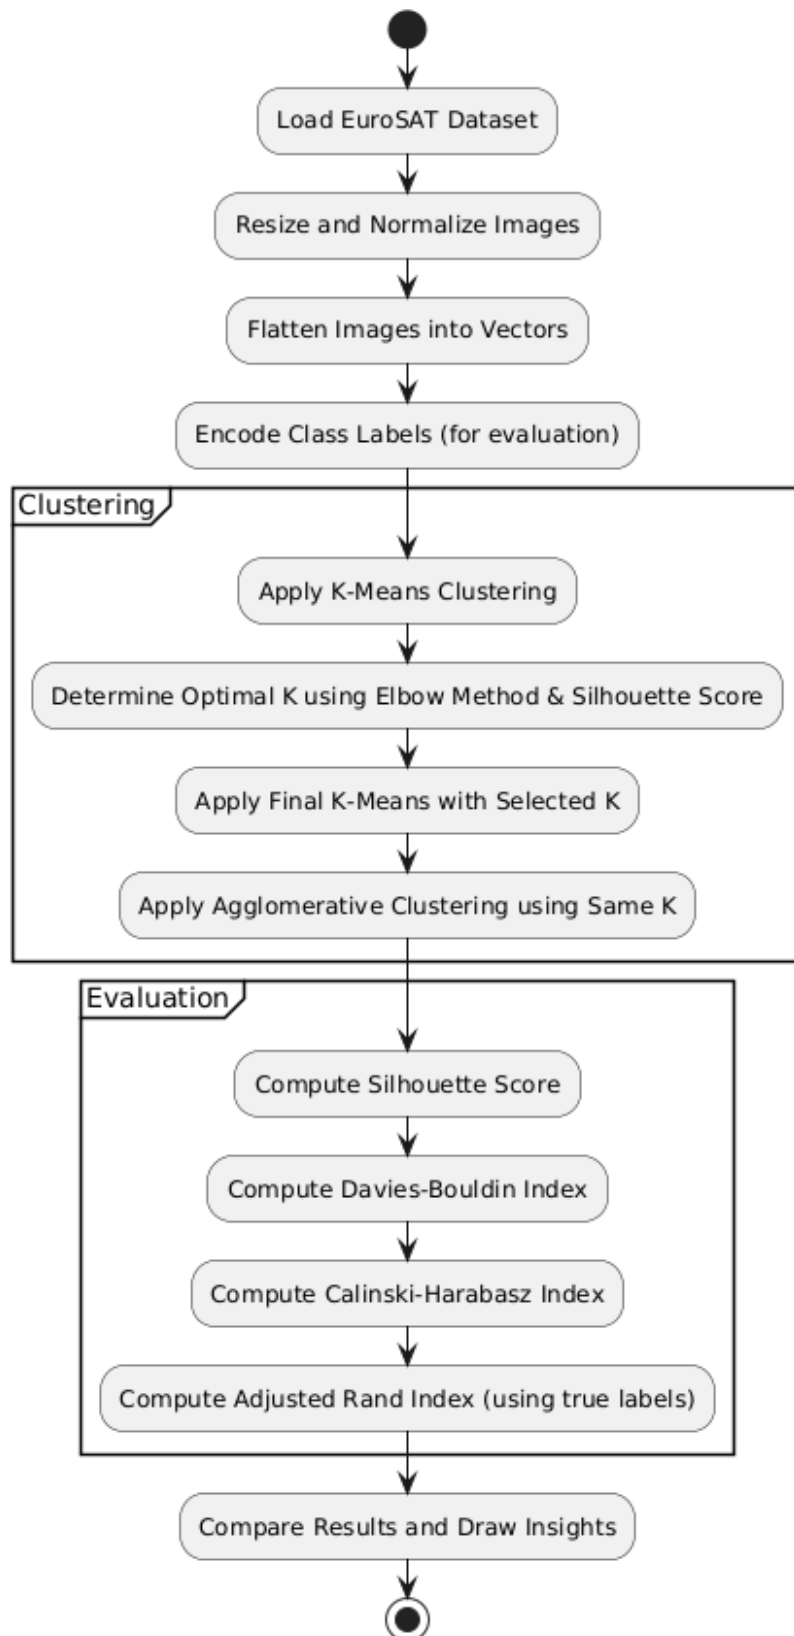 Load EuroSAT Dataset
Resize and Normalize Images
Flatten Images into Vectors
Encode Class Labels (for evaluation)
Clustering
Apply K-Means Clustering
Determine Optimal K using Elbow Method & Silhouette Score
Apply Final K-Means with Selected K
Apply Agglomerative Clustering using Same K
Evaluation
Compute Silhouette Score
Compute Davies-Bouldin Index
Compute Calinski-Harabasz Index
Compute Adjusted Rand Index (using true labels)
Compare Results and Draw Insights